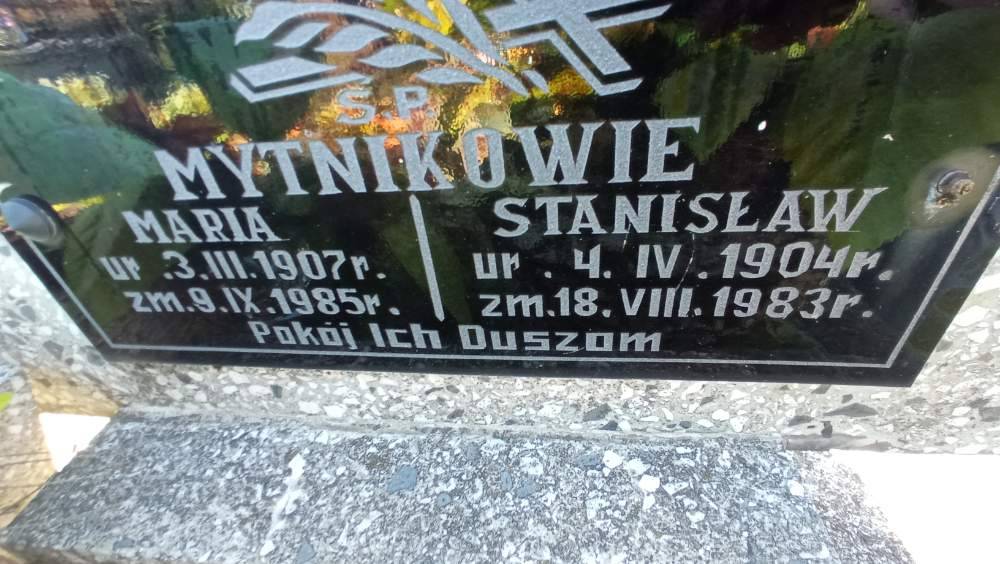 Ś.P.
MYTNIKOWIE
MARIA
ur .3.III.1907r.
zm.9.IX.1985r.
STANISŁAW
ur . 4. IV .1904r.
zm.18.VIII.1983r.
Pokój Ich Duszom